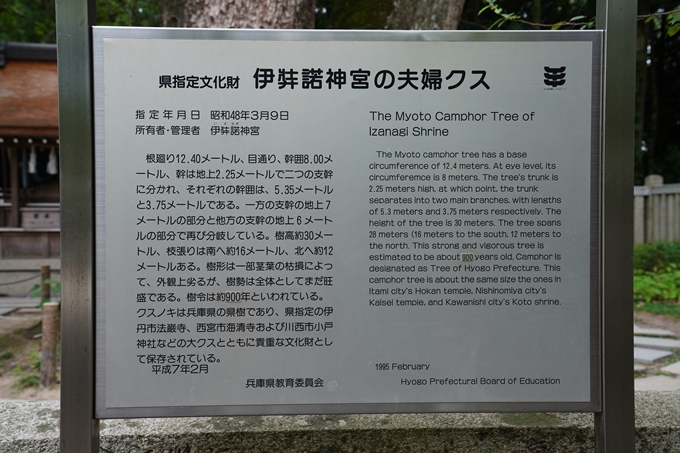 県指定文化財 伊弉諾神宮の夫婦クス
指定年月日 昭和48年3月9日
所有者・管理者 伊弉諾神宮
根廻り12.40メートル、目通り、幹囲8.00メ
ートル、幹は地上2.25メートルで二つの支幹
に分かれ、それぞれの幹囲は、5.35メートル
と3.75メートルである。一方の支幹の地上7
メートルの部分と他方の支幹の地上6メート
ルの部分で再び分岐している。樹高約30メー
トル、枝張りは南へ約16メートル、北へ約12
メートルある。樹形は一部茎葉の枯損によっ
て、外観上劣るが、樹勢は全体としてまだ旺
盛である。樹令は約900年といわれている。
クスノキは兵庫県の県樹であり、県指定の伊
丹市法巌寺、西宮市海清寺および川西市小戸
神社などの大クスとともに貴重な文化財とし
て保存されている。
平成7年2月
兵庫県教育委員会
The Myoto Camphor Tree of
Izanagi Shrine
The Myoto camphor tree has a base
circumference of 12.4 meters. At eye level, its
circumferece is 8 meters. The tree's trunk is
2.25 meters high, at which point, the trunk
separates into two main branches, with lengths
of 5.3 meters and 3.75 meters respectively. The
height of the tree is 30 meters. The tree spans
28 meters (16 meters to the south, 12 meters to
the north. This strong and vigorous tree is
estimated to be about 900 years old. Camphor is
designated as Tree of Hyogo Prefecture. This
camphor tree is about the same size the ones in
Itami city's Hokan temple, Nishinomiya city's
Kaisei temple, and Kawanishi city's Koto shrine.
1995 February
Hyogo Prefectural Board of Education